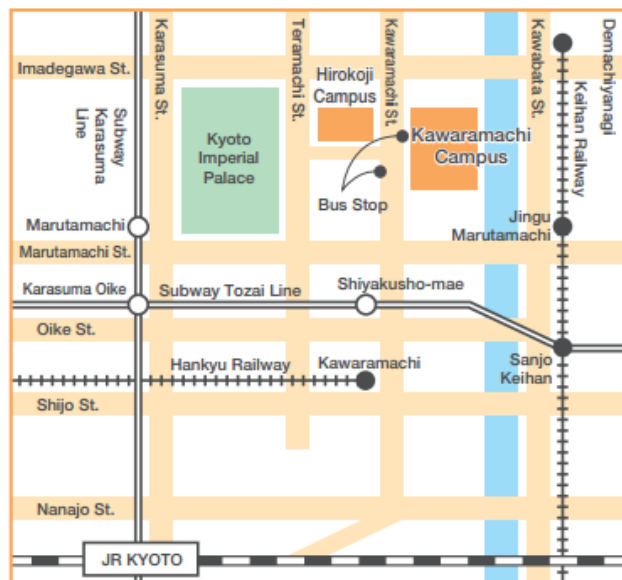 Karasuma St.
Teramachi St.
Kawaramachi St.
Kawabata St.
Demachiyanagi
Keihan Railway
Imadegawa St.
Hirokoji
Campus
Subway
Karasuma
Line
Kyoto
Imperial
Palace
Kawaramachi
Campus
Bus Stop
Marutamachi
Jingu
Marutamachi
Marutamachi St.
Karasuma Oike
Subway Tozai Line
Shiyakusho-mae
Oike St.
Hankyu Railway
Kawaramachi
Sanjo
Keihan
Shijo St.
Nanajo St.
JR KYOTO